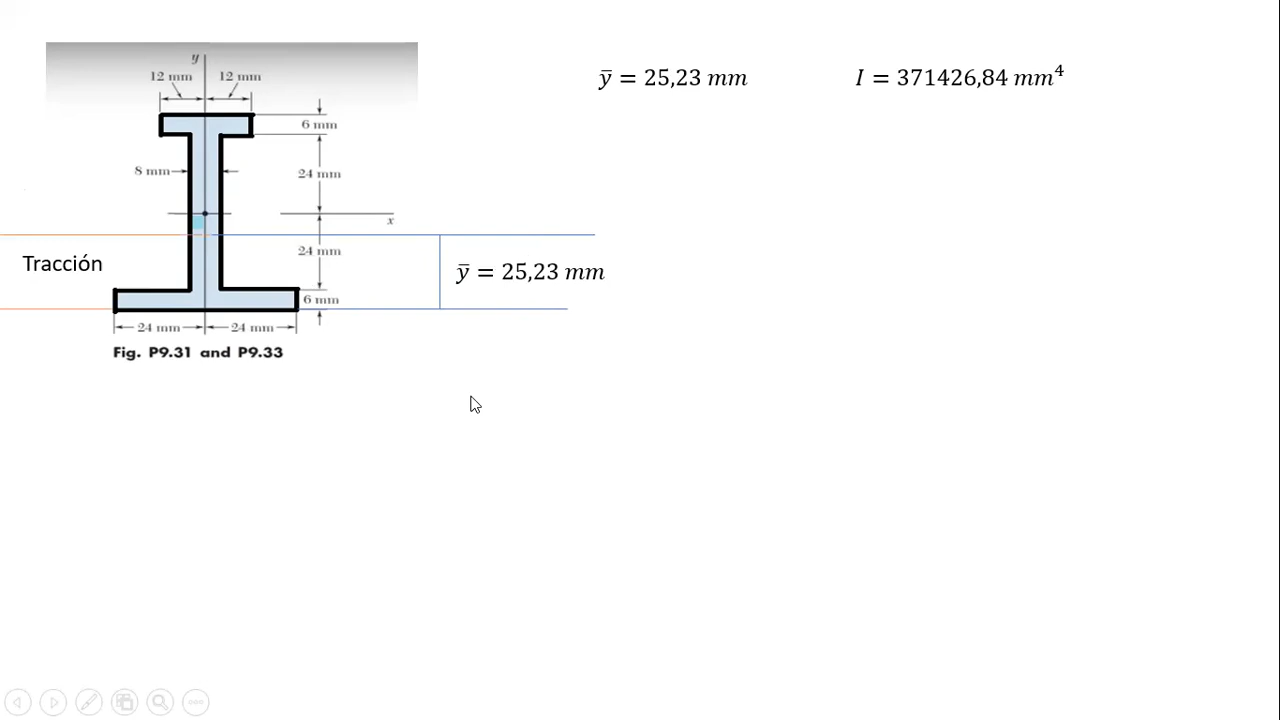 y
12 mm 12 mm
6 mm
8 mm
24 mm
x
24 mm
6 mm
24 mm 24 mm
Fig. P9.31 and P9.33
Tracción
ȳ = 25,23 mm
ȳ = 25,23 mm
I = 371426,84 mm⁴